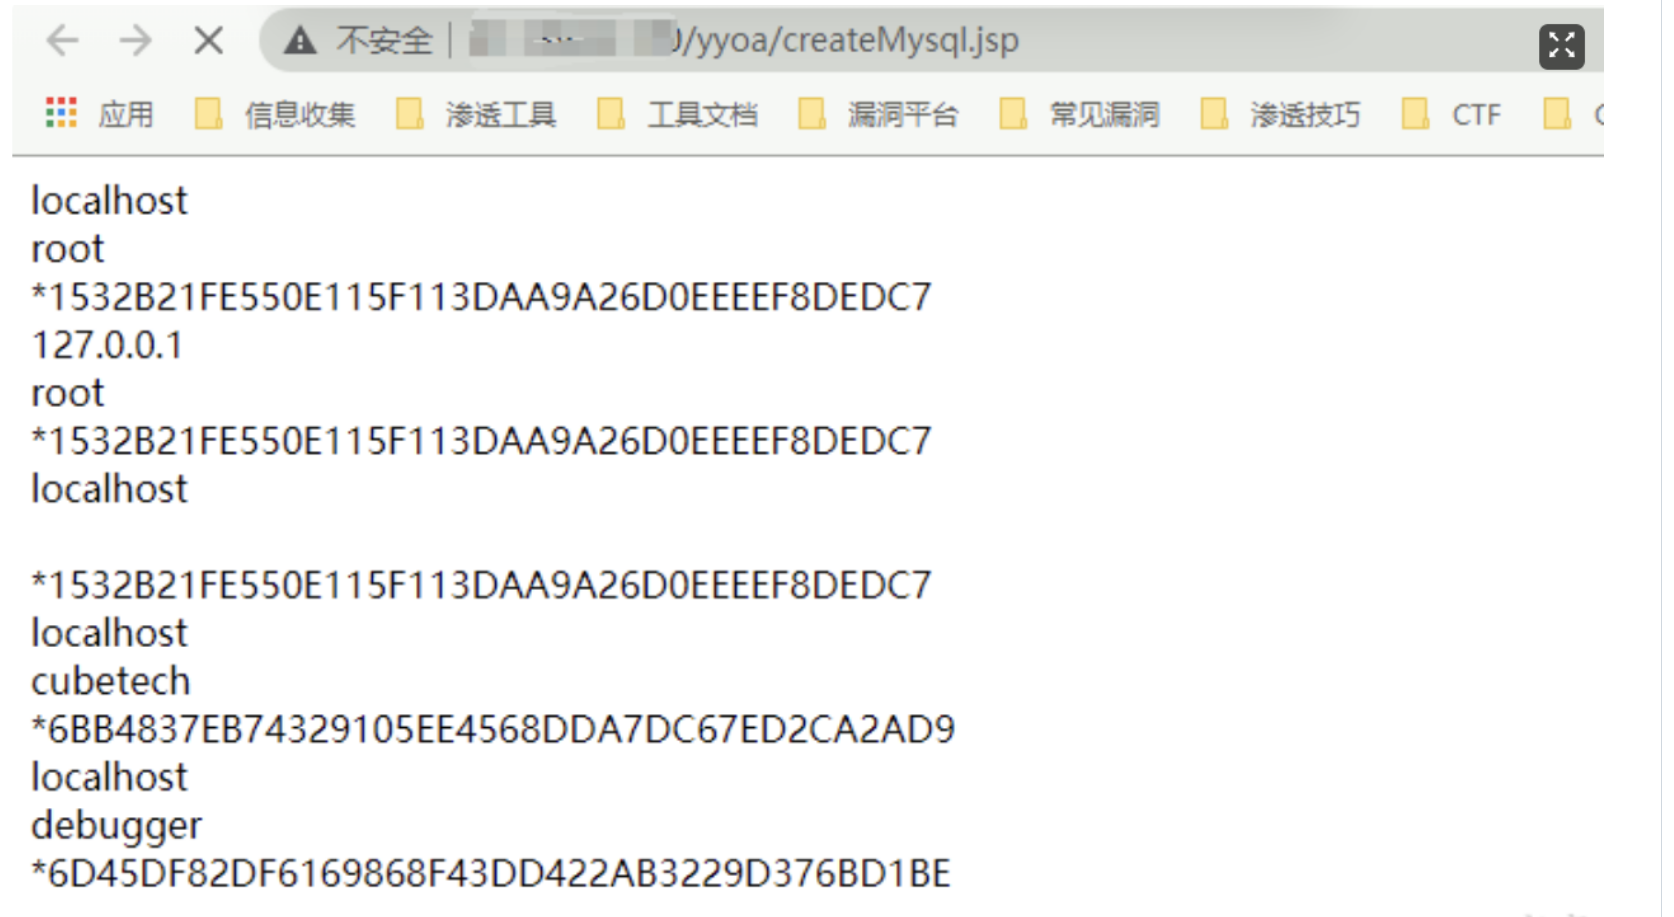 不安全 /yyoa/createMysql.jsp
应用 信息收集 渗透工具 工具文档 漏洞平台 常见漏洞 渗透技巧 CTF
localhost
root
*1532B21FE550E115F113DAA9A26D0EEEEF8DEDC7
127.0.0.1
root
*1532B21FE550E115F113DAA9A26D0EEEEF8DEDC7
localhost
*1532B21FE550E115F113DAA9A26D0EEEEF8DEDC7
localhost
cubetech
*6BB4837EB74329105EE4568DDA7DC67ED2CA2AD9
localhost
debugger
*6D45DF82DF6169868F43DD422AB3229D376BD1BE